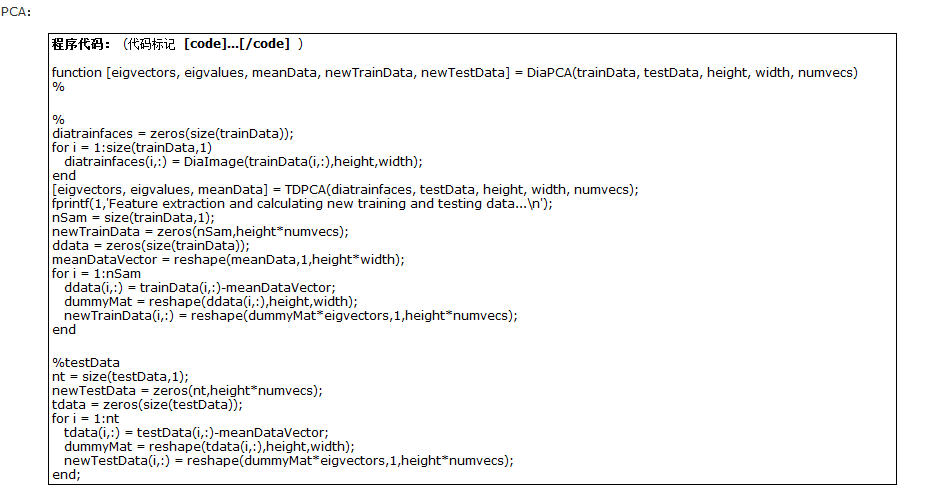 PCA:
程序代码：（代码标记 [code]...[/code] ）
function [eigvectors, eigvalues, meanData, newTrainData, newTestData] = DiaPCA(trainData, testData, height, width, numvecs)
%
%
diatrainfaces = zeros(size(trainData));
for i = 1:size(trainData,1)
diatrainfaces(i,:) = DiaImage(trainData(i,:),height,width);
end
[eigvectors, eigvalues, meanData] = TDPCA(diatrainfaces, testData, height, width, numvecs);
fprintf(1,'Feature extraction and calculating new training and testing data...\n');
nSam = size(trainData,1);
newTrainData = zeros(nSam,height*numvecs);
ddata = zeros(size(trainData));
meanDataVector = reshape(meanData,1,height*width);
for i = 1:nSam
ddata(i,:) = trainData(i,:)-meanDataVector;
dummyMat = reshape(ddata(i,:),height,width);
newTrainData(i,:) = reshape(dummyMat*eigvectors,1,height*numvecs);
end
%testData
nt = size(testData,1);
newTestData = zeros(nt,height*numvecs);
tdata = zeros(size(testData));
for i = 1:nt
tdata(i,:) = testData(i,:)-meanDataVector;
dummyMat = reshape(tdata(i,:),height,width);
newTestData(i,:) = reshape(dummyMat*eigvectors,1,height*numvecs);
end;